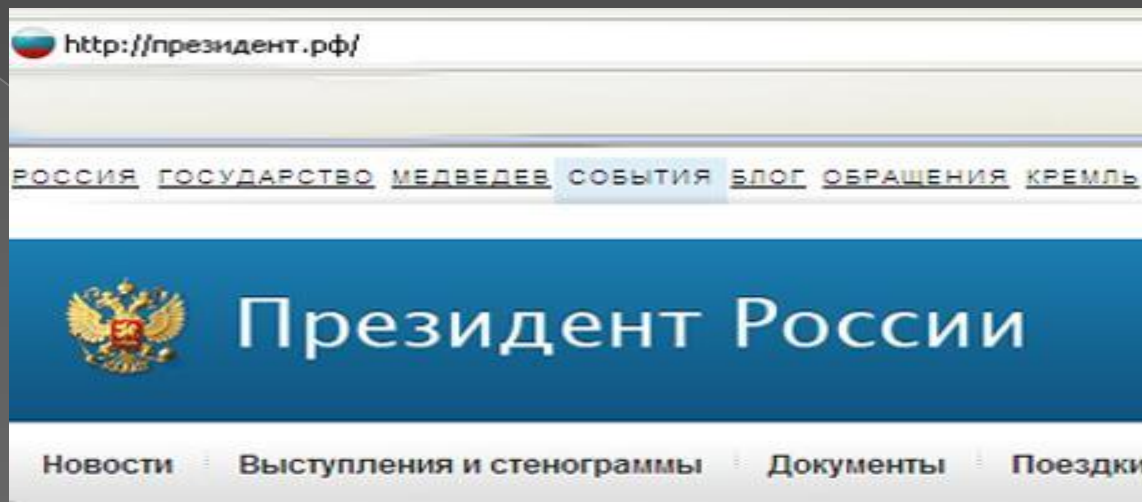 http://президент.рф/
РОССИЯ ГОСУДАРСТВО МЕДВЕДЕВ СОБЫТИЯ БЛОГ ОБРАЩЕНИЯ КРЕМЛЬ
Президент России
Новости Выступления и стенограммы Документы Поездки